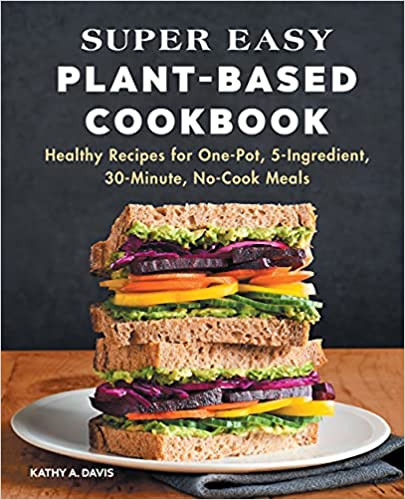 SUPER EASY
PLANT-BASED
COOKBOOK
Healthy Recipes for One-Pot, 5-Ingredient,
30-Minute, No-Cook Meals
KATHY A. DAVIS